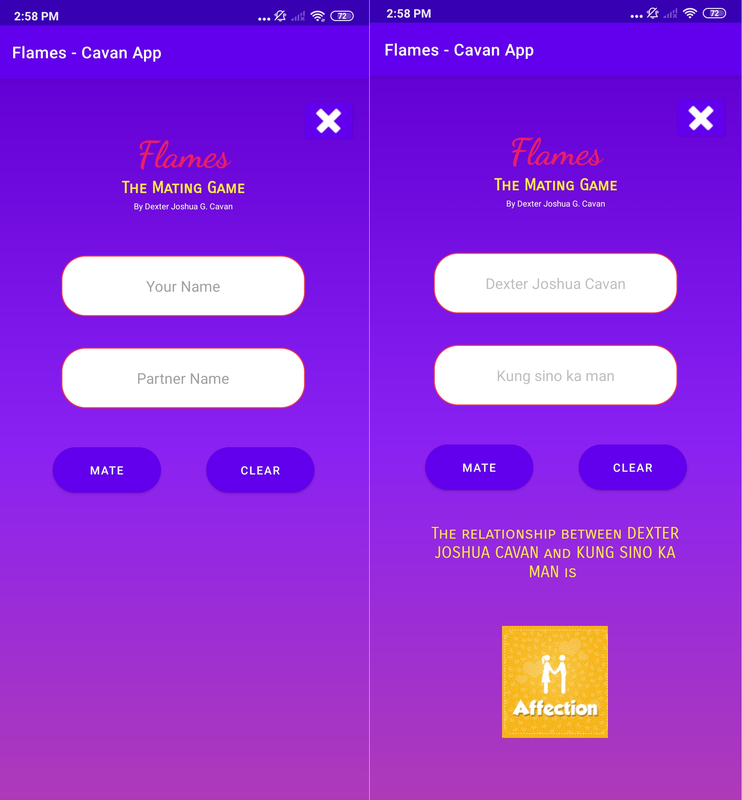 2:58 PM
72
Flames - Cavan App
Flames
The Mating Game
By Dexter Joshua G. Cavan
Your Name
Partner Name
MATE
CLEAR
2:58 PM
72
Flames - Cavan App
Flames
The Mating Game
By Dexter Joshua G. Cavan
Dexter Joshua Cavan
Kung sino ka man
MATE
CLEAR
The relationship between DEXTER
JOSHUA CAVAN and KUNG SINO KA
MAN is
Affection